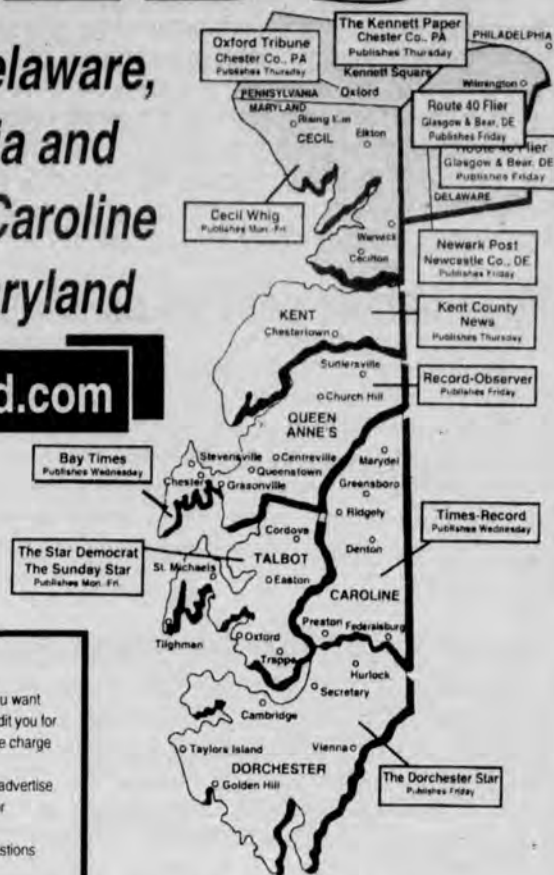 elaware,
ia and
Caroline
aryland
d.com
u want
dit you for
e charge
advertise
r
stions
The Kennett Paper
Chester Co., PA
Publishes Thursday
Oxford Tribune
Chester Co., PA
Publishes Thursday
PHILADELPHIA
Kennett Square
Oxford
Wilmington
PENNSYLVANIA
MARYLAND
Rising Sun
CECIL
Elkton
Route 40 Flier
Glasgow & Bear, DE
Publishes Friday
Route 40 Flier
Glasgow & Bear, DE
Publishes Friday
DELAWARE
Cecil Whig
Publishes Mon.-Fri.
Warwick
Cecilton
Newark Post
Newcastle Co., DE
Publishes Friday
KENT
Chestertown
Kent County
News
Publishes Thursday
Sudlersville
Church Hill
Record-Observer
Publishes Friday
QUEEN
ANNE'S
Bay Times
Publishes Wednesday
Stevensville
Chester
Centreville
Queenstown
Grasonville
Marydel
Greensboro
Ridgely
Times-Record
Publishes Wednesday
Cordova
Denton
The Star Democrat
The Sunday Star
Publishes Mon.-Fri.
St. Michaels
TALBOT
Easton
CAROLINE
Tilghman
Oxford
Trappe
Preston
Federalsburg
Hurlock
Secretary
Cambridge
Taylors Island
Vienna
DORCHESTER
Golden Hill
The Dorchester Star
Publishes Friday